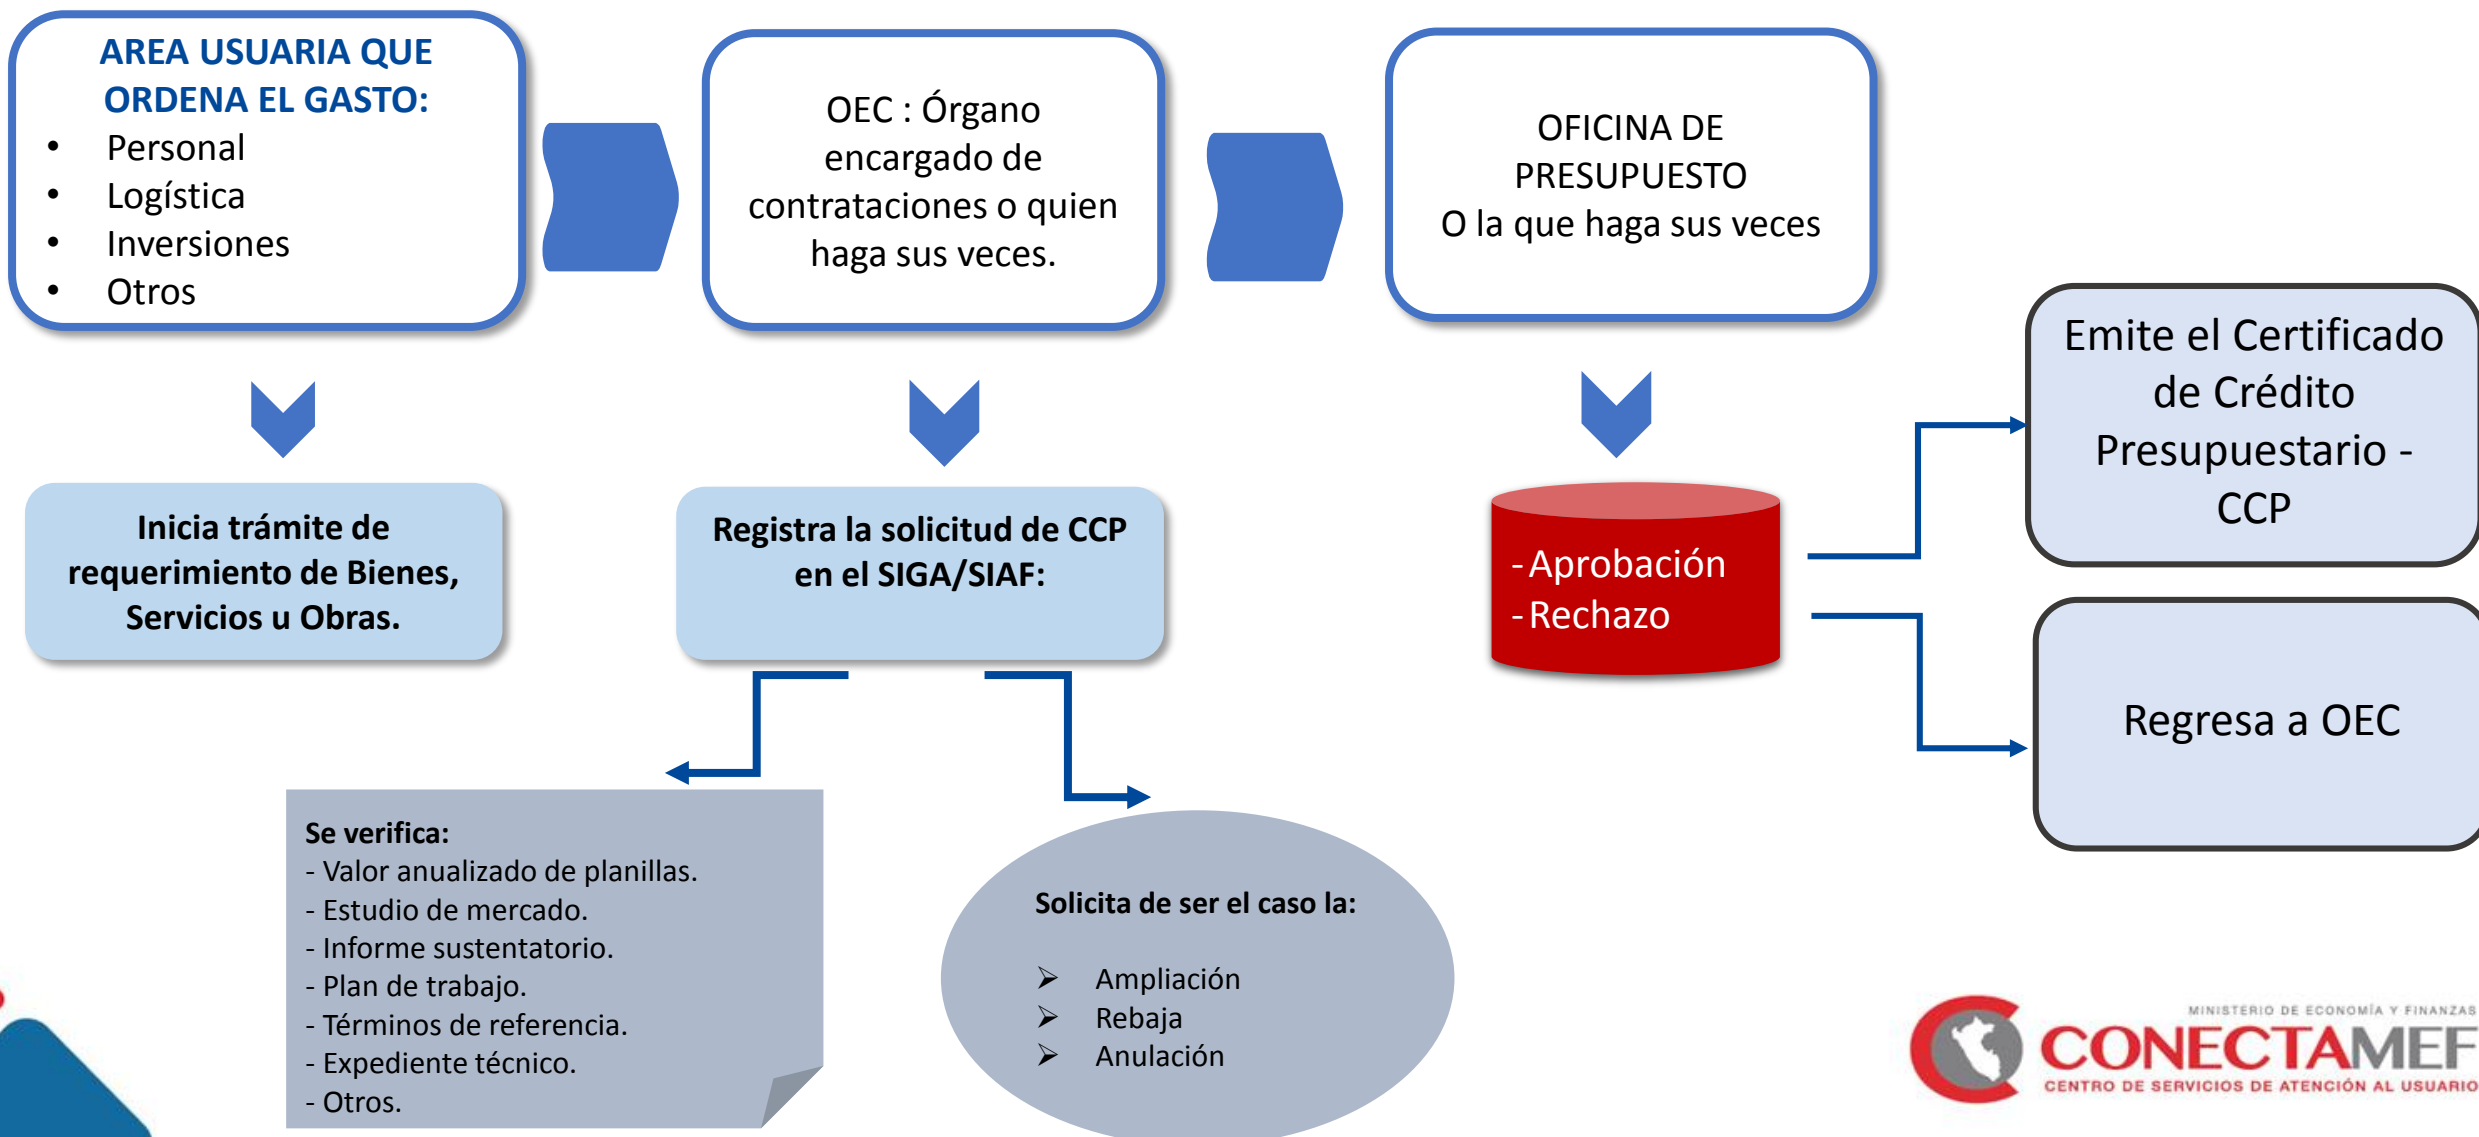 AREA USUARIA QUE
ORDENA EL GASTO:
• Personal
• Logística
• Inversiones
• Otros
OEC : Órgano
encargado de
contrataciones o quien
haga sus veces.
OFICINA DE
PRESUPUESTO
O la que haga sus veces
Inicia trámite de
requerimiento de Bienes,
Servicios u Obras.
Registra la solicitud de CCP
en el SIGA/SIAF:
- Aprobación
- Rechazo
Emite el Certificado
de Crédito
Presupuestario -
CCP
Regresa a OEC
Se verifica:
- Valor anualizado de planillas.
- Estudio de mercado.
- Informe sustentatorio.
- Plan de trabajo.
- Términos de referencia.
- Expediente técnico.
- Otros.
Solicita de ser el caso la:
➢ Ampliación
➢ Rebaja
➢ Anulación
MINISTERIO DE ECONOMÍA Y FINANZAS
CONECTAMEF
CENTRO DE SERVICIOS DE ATENCIÓN AL USUARIO